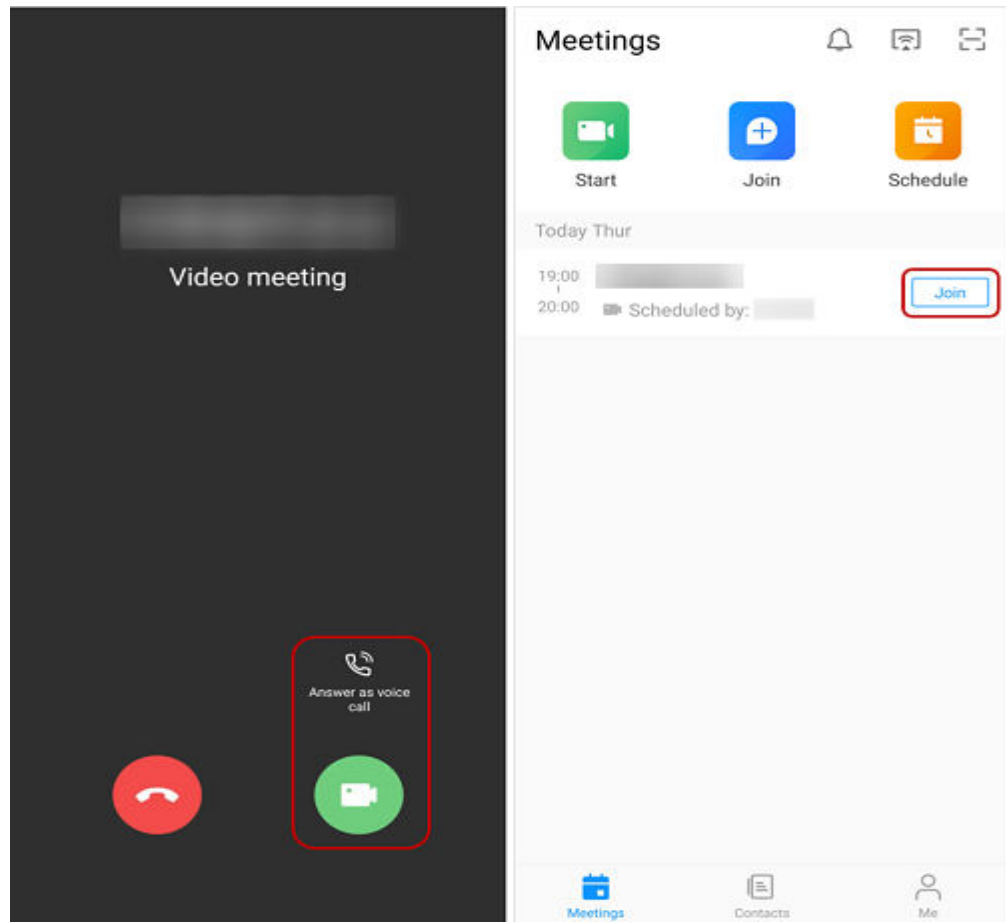 Video meeting
Answer as voice
call
Meetings
Start
Join
Schedule
Today Thur
19:00
20:00
Scheduled by:
Join
Meetings
Contacts
Me